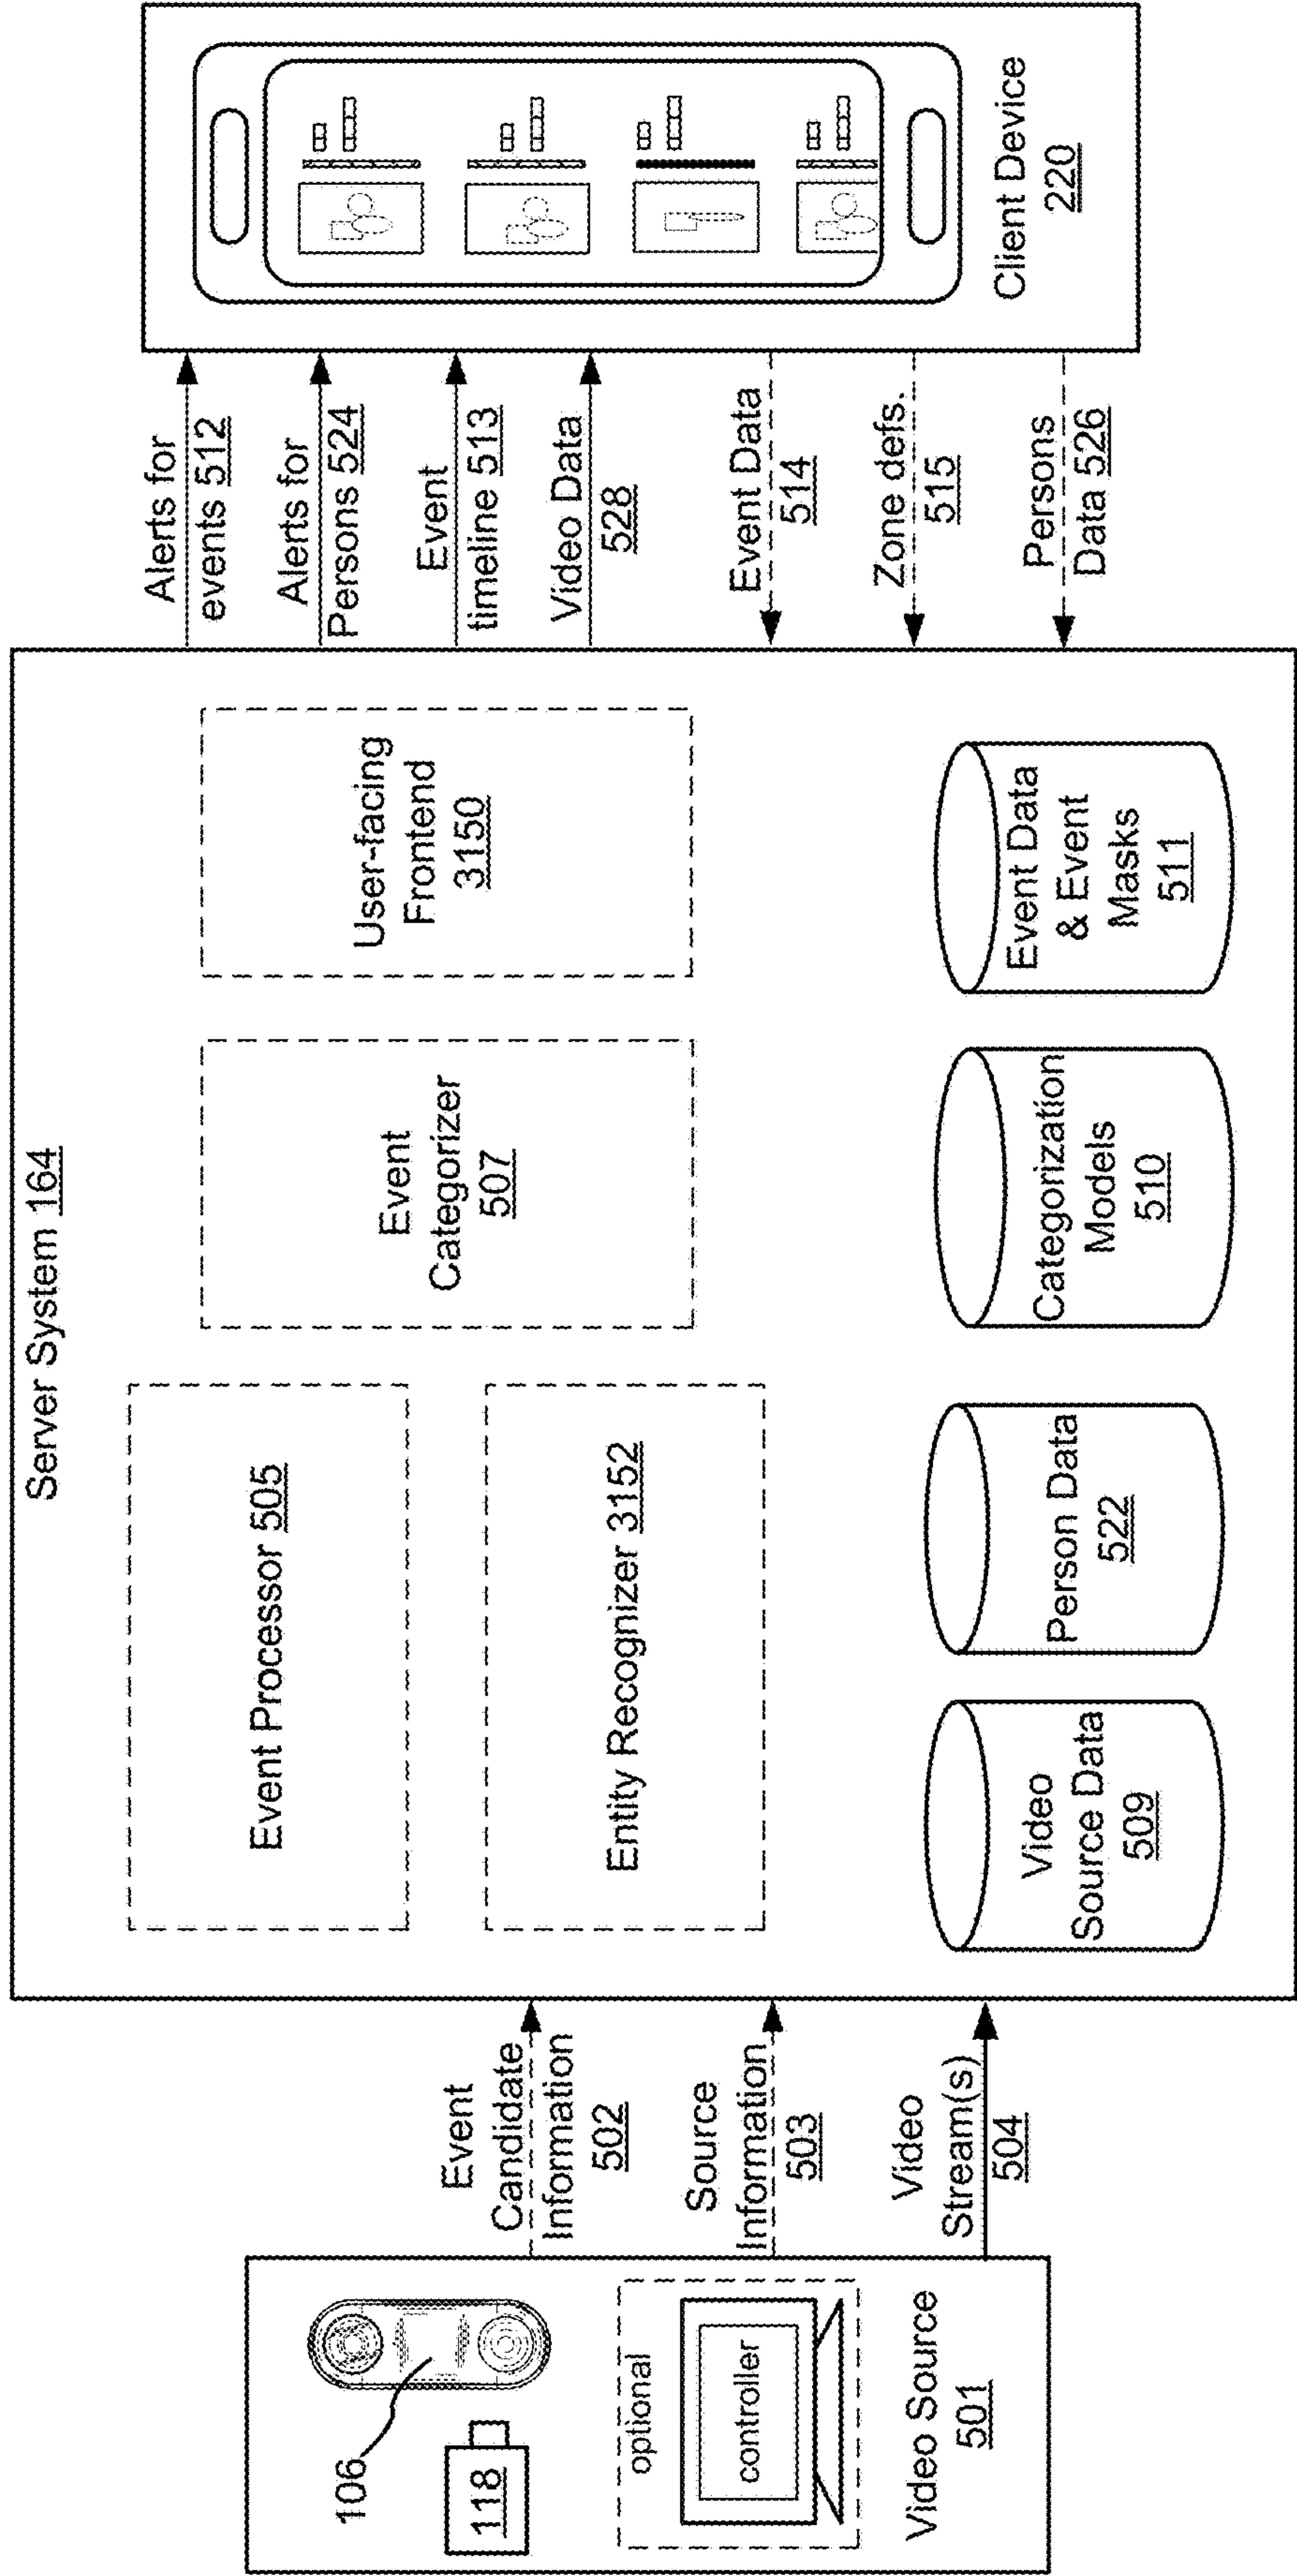 Server System 164
106
118
optional
controller
Video Source
501
Event
Candidate
Information
502
Source
Information
503
Video
Stream(s)
504
Event Processor 505
Entity Recognizer 3152
Event
Categorizer
507
User-facing
Frontend
3150
Video
Source Data
509
Person Data
522
Categorization
Models
510
Event Data
& Event
Masks
511
Alerts for
events 512
Alerts for
Persons 524
Event
timeline 513
Video Data
528
Event Data
514
Zone defs.
515
Persons
Data 526
Client Device
220